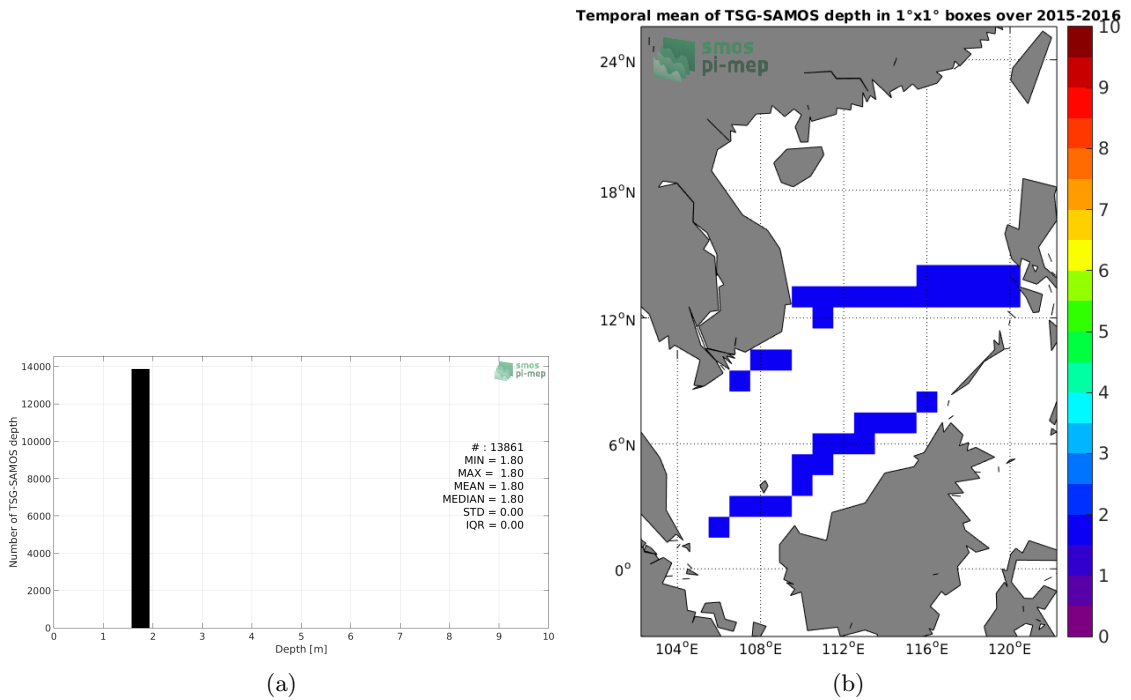 Temporal mean of TSG-SAMOS depth in 1°x1° boxes over 2015-2016
smos
pi-mep
24°N
18°N
12°N
6°N
0°
104°E 108°E 112°E 116°E 120°E
10
9
8
7
6
5
4
3
2
1
0
smos
pi-mep
14000
12000
10000
8000
6000
4000
2000
0
Number of TSG-SAMOS depth
# : 13861
MIN = 1.80
MAX = 1.80
MEAN = 1.80
MEDIAN = 1.80
STD = 0.00
IQR = 0.00
0 1 2 3 4 5 6 7 8 9 10
Depth [m]
(a)
(b)